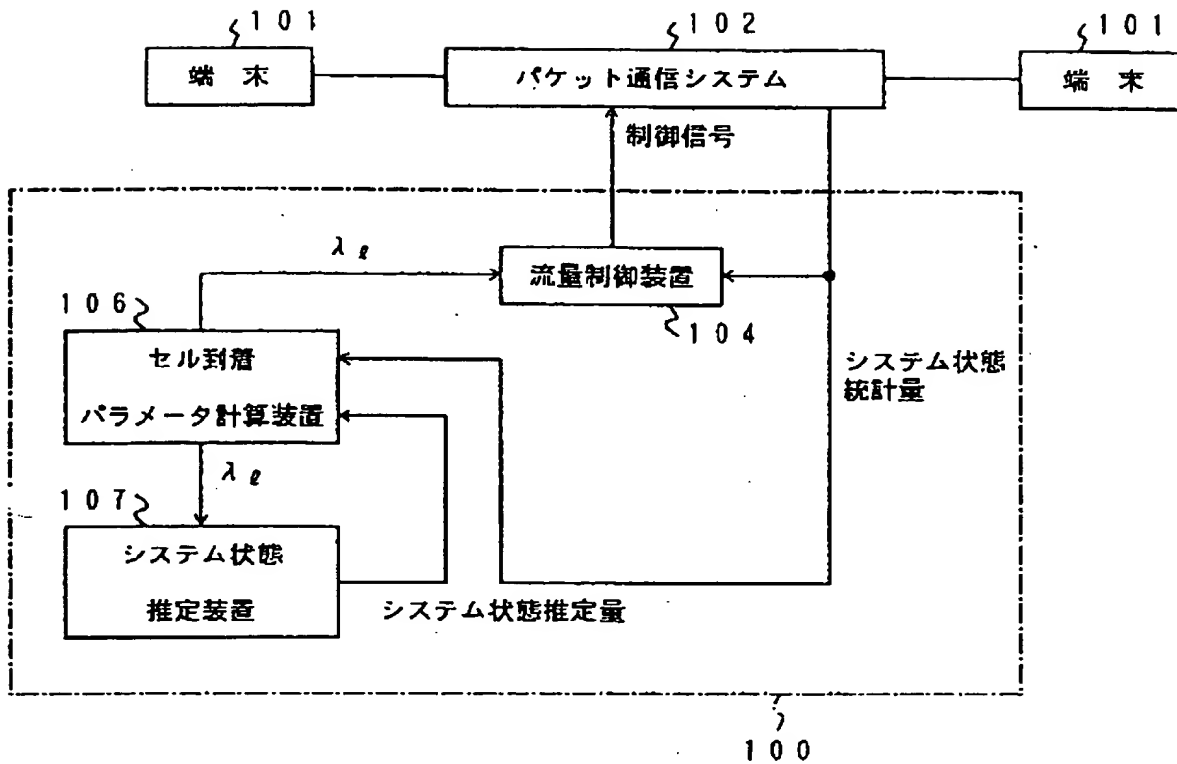 101
102
101
端末
パケット通信システム
端末
制御信号
λℓ
流量制御装置
104
106
セル到着
パラメータ計算装置
システム状態
統計量
λℓ
107
システム状態
推定装置
システム状態推定量
100